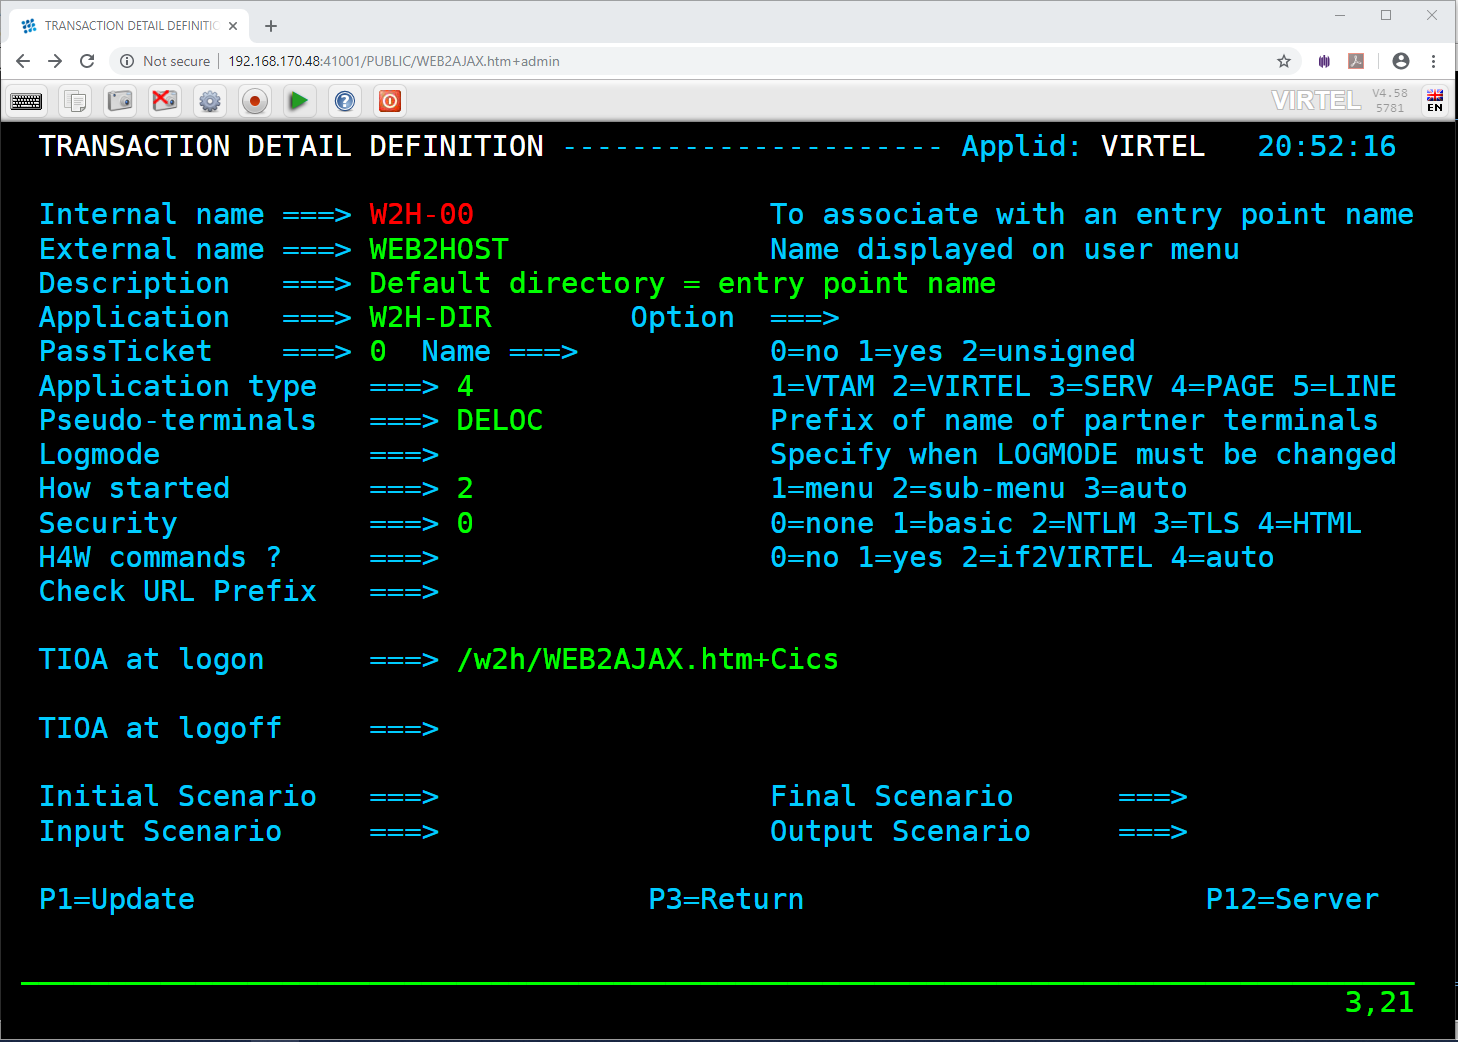 TRANSACTION DETAIL DEFINITIO
Not secure | 192.168.170.48:41001/PUBLIC/WEB2AJAX.htm+admin
VIRTEL V4.58 5781 EN
TRANSACTION DETAIL DEFINITION ---------------------- Applid: VIRTEL 20:52:16
Internal name ===> W2H-00 To associate with an entry point name
External name ===> WEB2HOST Name displayed on user menu
Description ===> Default directory = entry point name
Application ===> W2H-DIR Option ===>
PassTicket ===> 0 Name ===> 0=no 1=yes 2=unsigned
Application type ===> 4 1=VTAM 2=VIRTEL 3=SERV 4=PAGE 5=LINE
Pseudo-terminals ===> DELOC Prefix of name of partner terminals
Logmode ===> Specify when LOGMODE must be changed
How started ===> 2 1=menu 2=sub-menu 3=auto
Security ===> 0 0=none 1=basic 2=NTLM 3=TLS 4=HTML
H4W commands ? ===> 0=no 1=yes 2=if2VIRTEL 4=auto
Check URL Prefix ===>
TIOA at logon ===> /w2h/WEB2AJAX.htm+Cics
TIOA at logoff ===>
Initial Scenario ===> Final Scenario ===>
Input Scenario ===> Output Scenario ===>
P1=Update P3=Return P12=Server
3,21